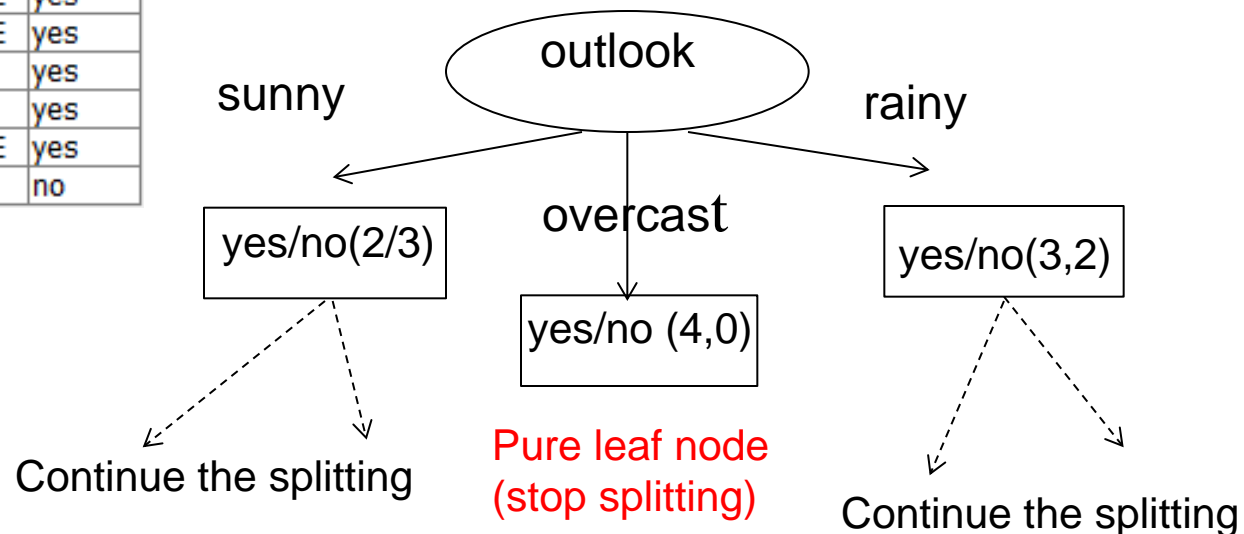 E yes
E yes
yes
yes
E yes
no
outlook
sunny
rainy
overcast
yes/no(2/3)
yes/no (4,0)
yes/no(3,2)
Continue the splitting
Pure leaf node
(stop splitting)
Continue the splitting